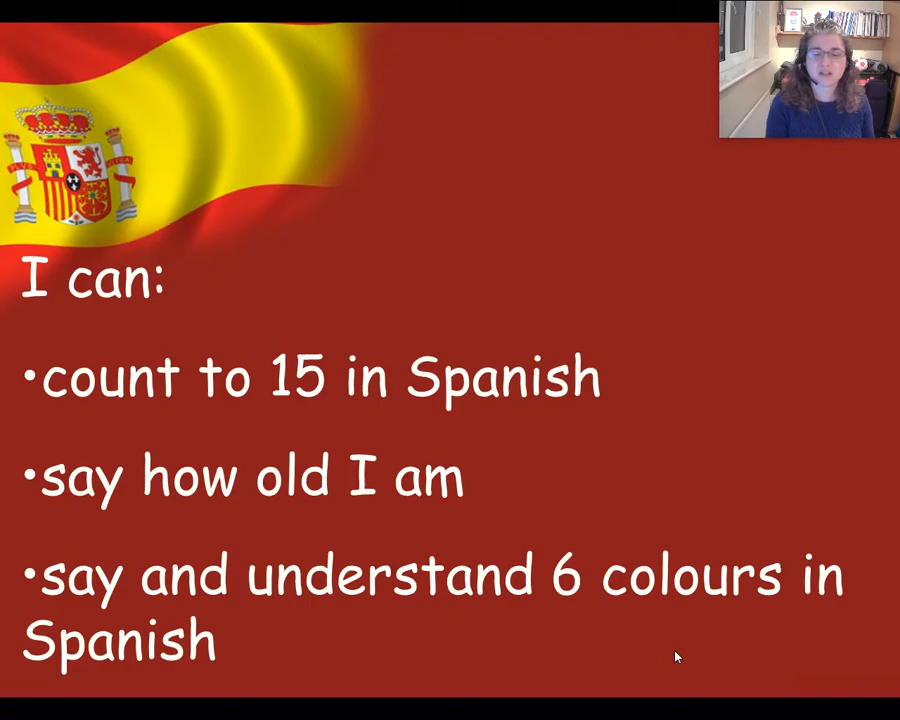 I can:
•count to 15 in Spanish
•say how old I am
•say and understand 6 colours in
Spanish